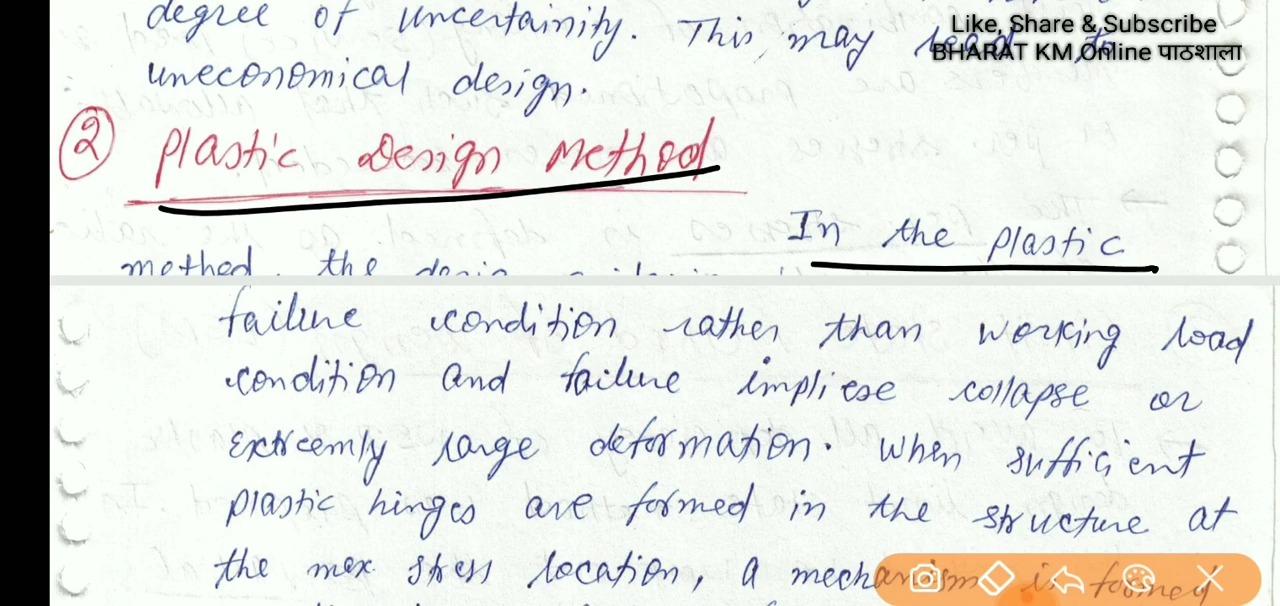 degree of uncertainity. This may lead to
Like, Share & Subscribe
BHARAT KM Online पाठशाला
uneconomical design.
② Plastic Design Method
In the plastic
method, the
failure condition rather than working load
condition and failure impliese collapse or
extreemly large deformation. When sufficient
plastic hinges are formed in the structure at
the max stress location, a mechanism is formed